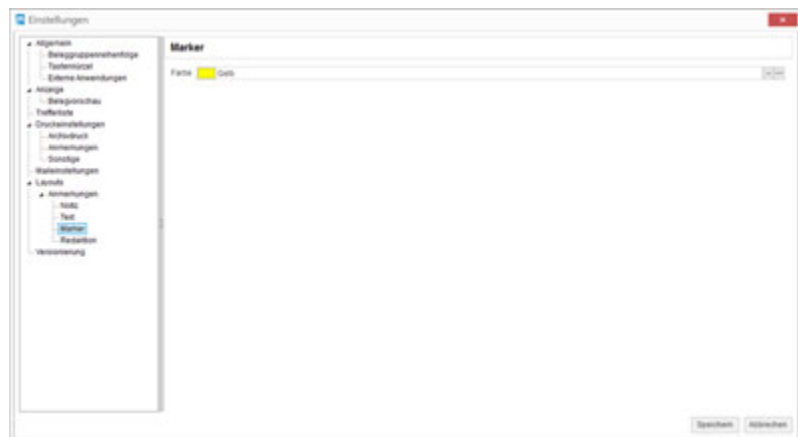 Einstellungen
Allgemein
Beleggruppenreihenfolge
Tastenkürzel
Externe Anwendungen
Anzeige
Belegvorschau
Trefferliste
Druckeinstellungen
Archivdruck
Anmerkungen
Sonstige
Maileinstellungen
Layouts
Anmerkungen
Notiz
Text
Marker
Redaktion
Versionierung
Marker
Farbe Gelb
Speichern Abbrechen